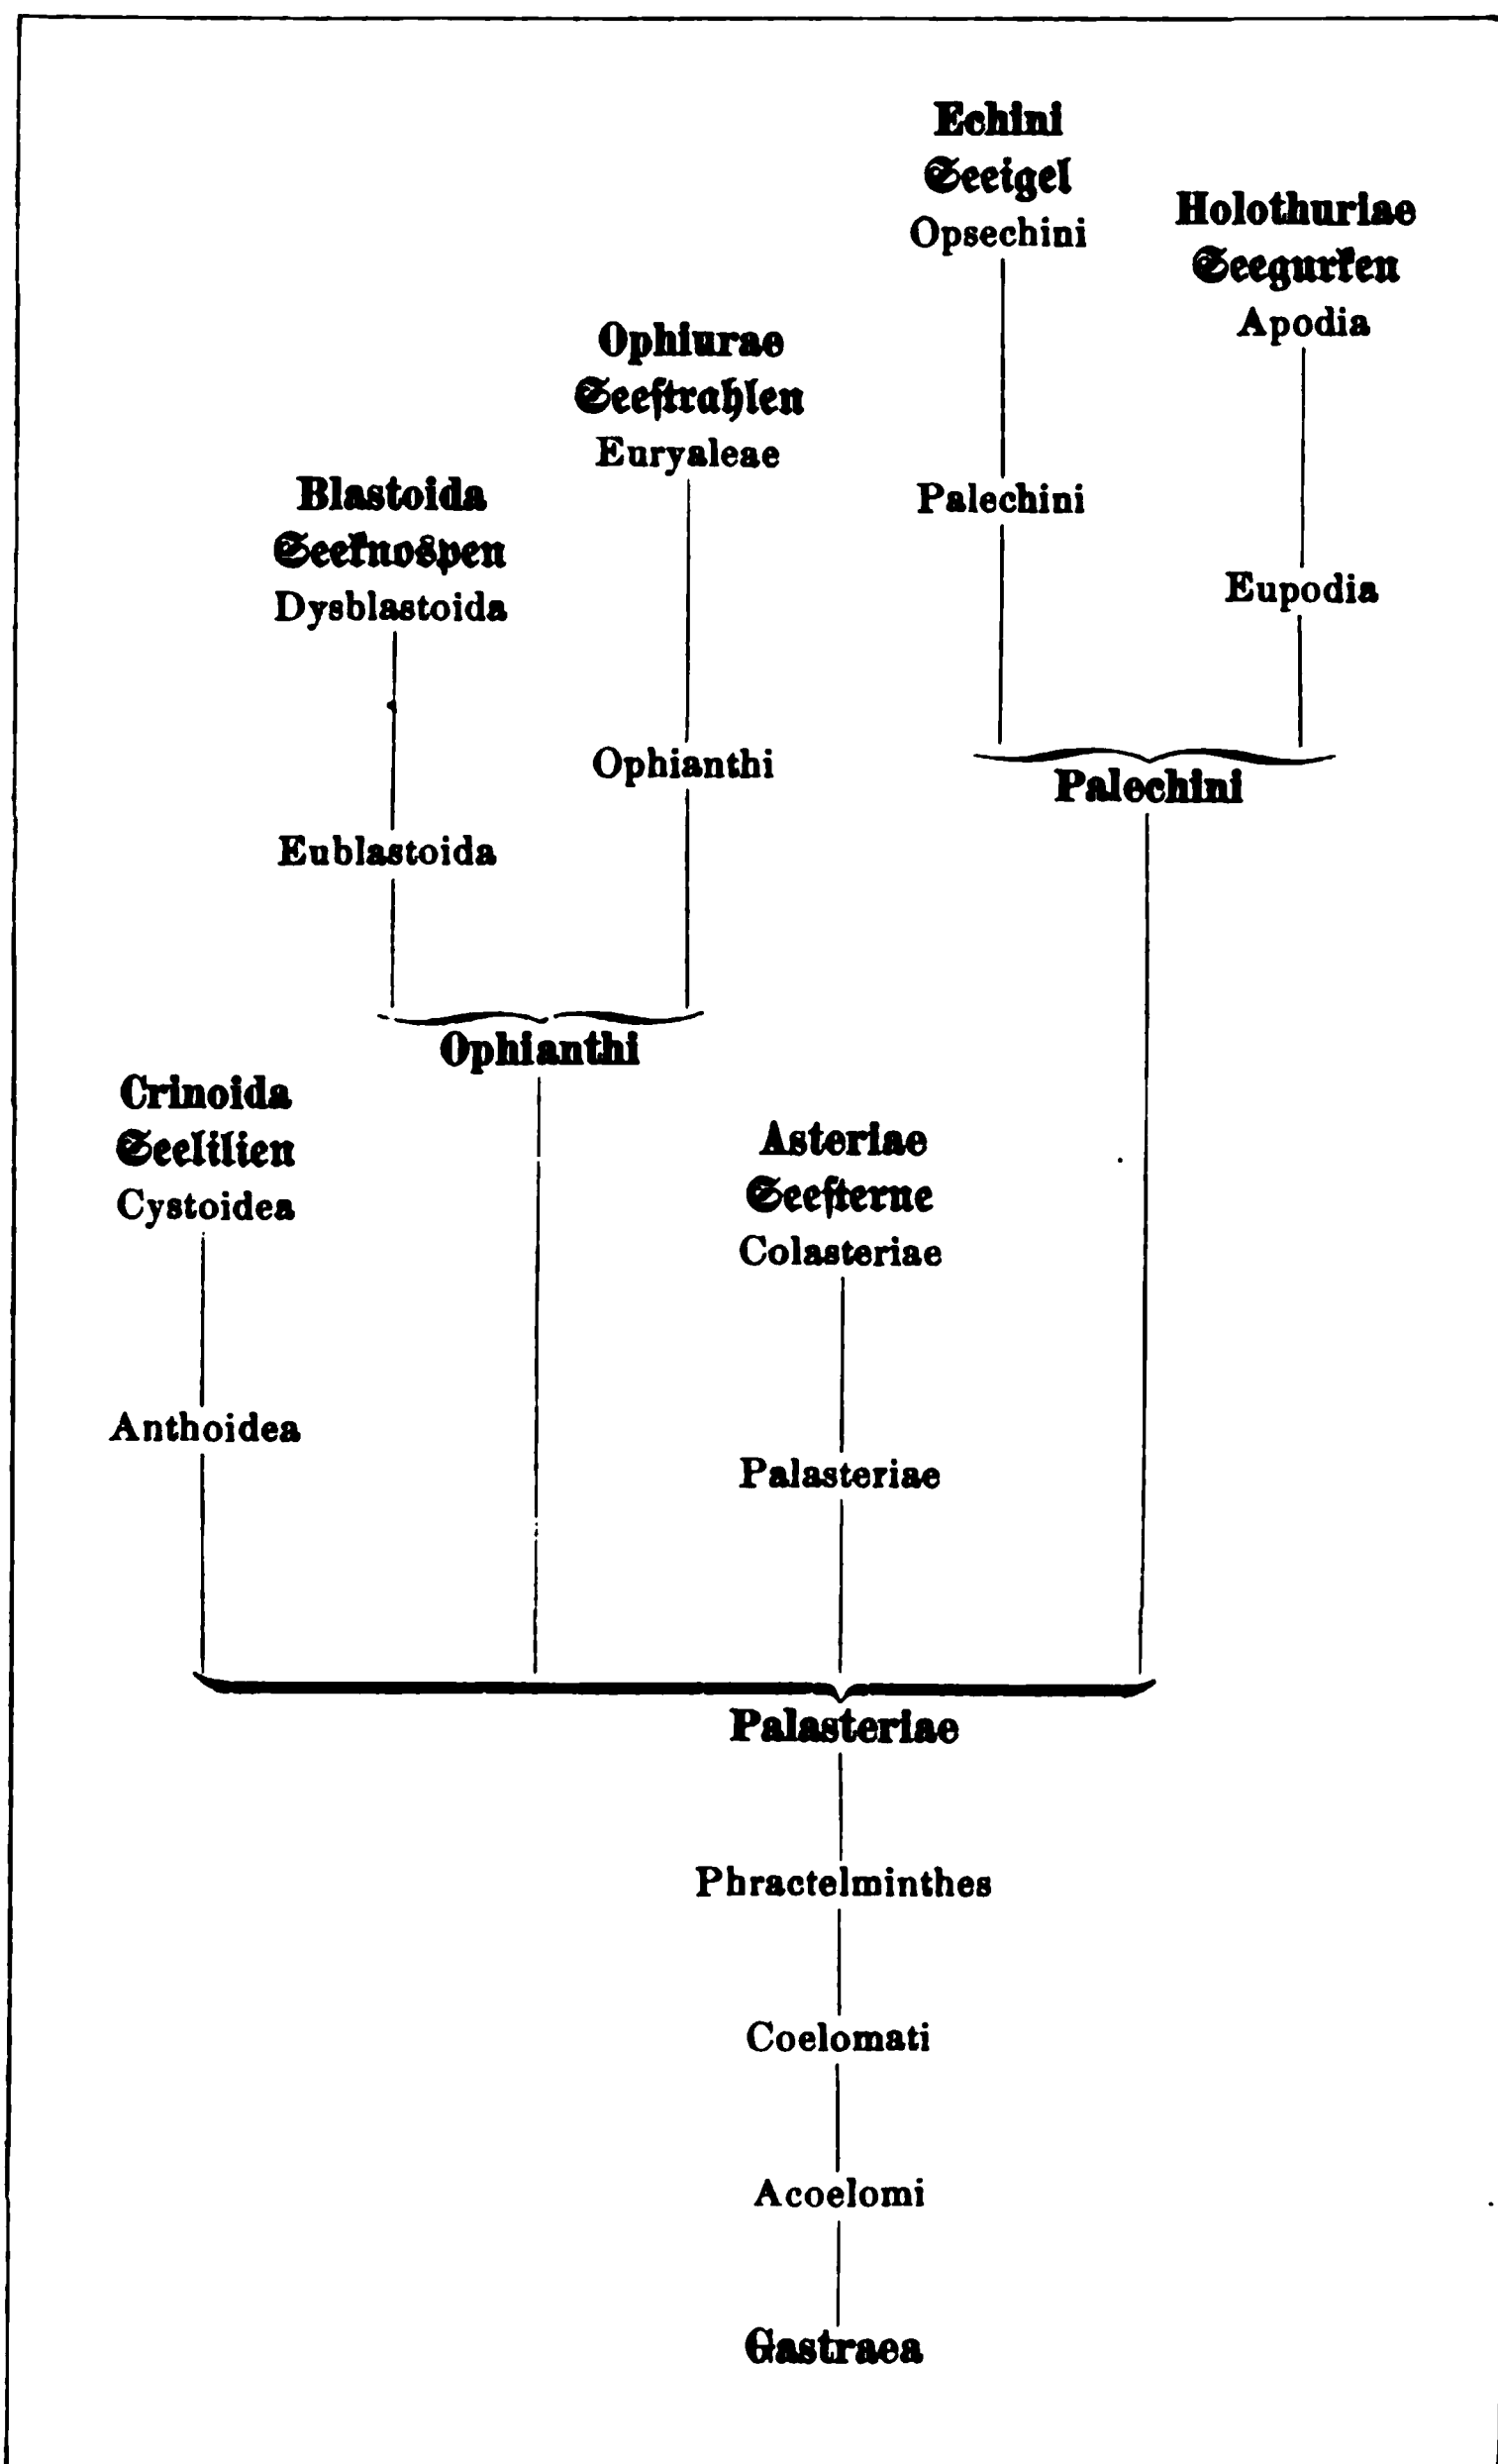 Echini
Seeigel
Opsechini
Holothuriae
Seegurken
Apodia
Ophiurae
Seeſtrahlen
Euryaleae
Blastoida
Seeknospen
Dysblastoida
Palechini
Eupodia
Ophianthi
Palechini
Eublastoida
Ophianthi
Crinoida
Seelilien
Cystoidea
Asteriae
Seeſterne
Colasteriae
Anthoidea
Palasteriae
Palasteriae
Phractelminthes
Coelomati
Acoelomi
Gastraea